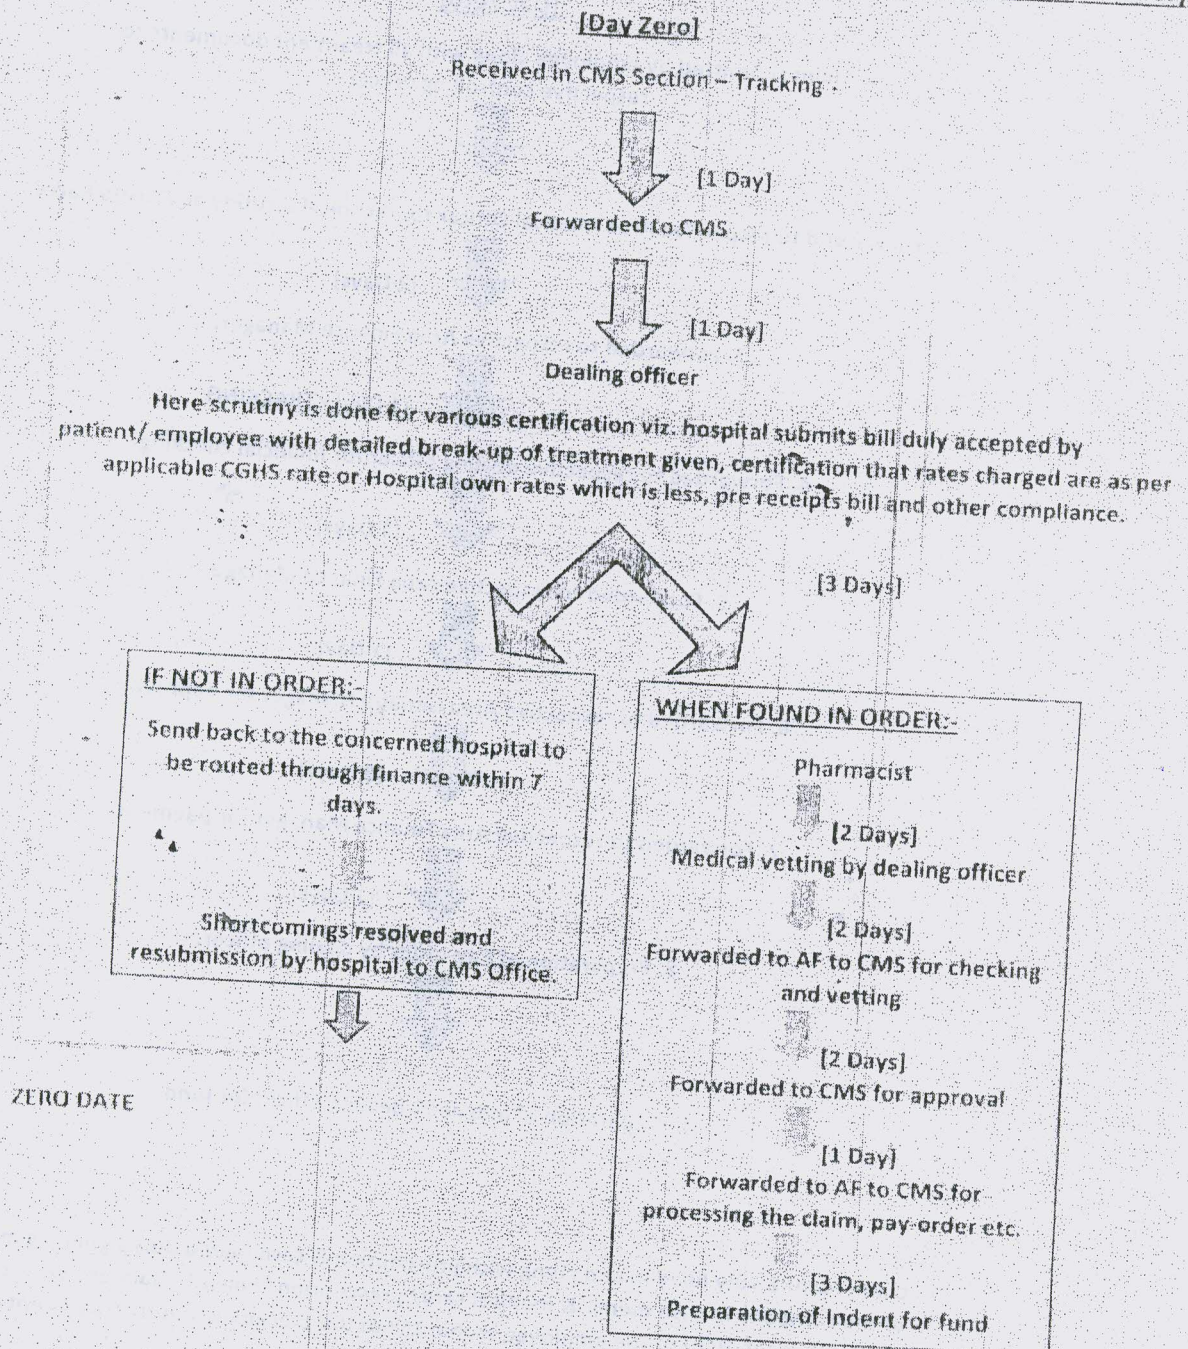 [Day Zero]
Received in CMS Section – Tracking
[1 Day]
Forwarded to CMS
[1 Day]
Dealing officer
Here scrutiny is done for various certification viz. hospital submits bill duly accepted by
patient/ employee with detailed break-up of treatment given, certification that rates charged are as per
applicable CGHS rate or Hospital own rates which is less, pre receipts bill and other compliance.
[3 Days]
IF NOT IN ORDER:-
Send back to the concerned hospital to
be routed through finance within 7
days.
Shortcomings resolved and
resubmission by hospital to CMS Office.
ZERO DATE
WHEN FOUND IN ORDER:-
Pharmacist
[2 Days]
Medical vetting by dealing officer
[2 Days]
Forwarded to AF to CMS for checking
and vetting
[2 Days]
Forwarded to CMS for approval
[1 Day]
Forwarded to AF to CMS for
processing the claim, pay-order etc.
[3 Days]
Preparation of Indent for fund